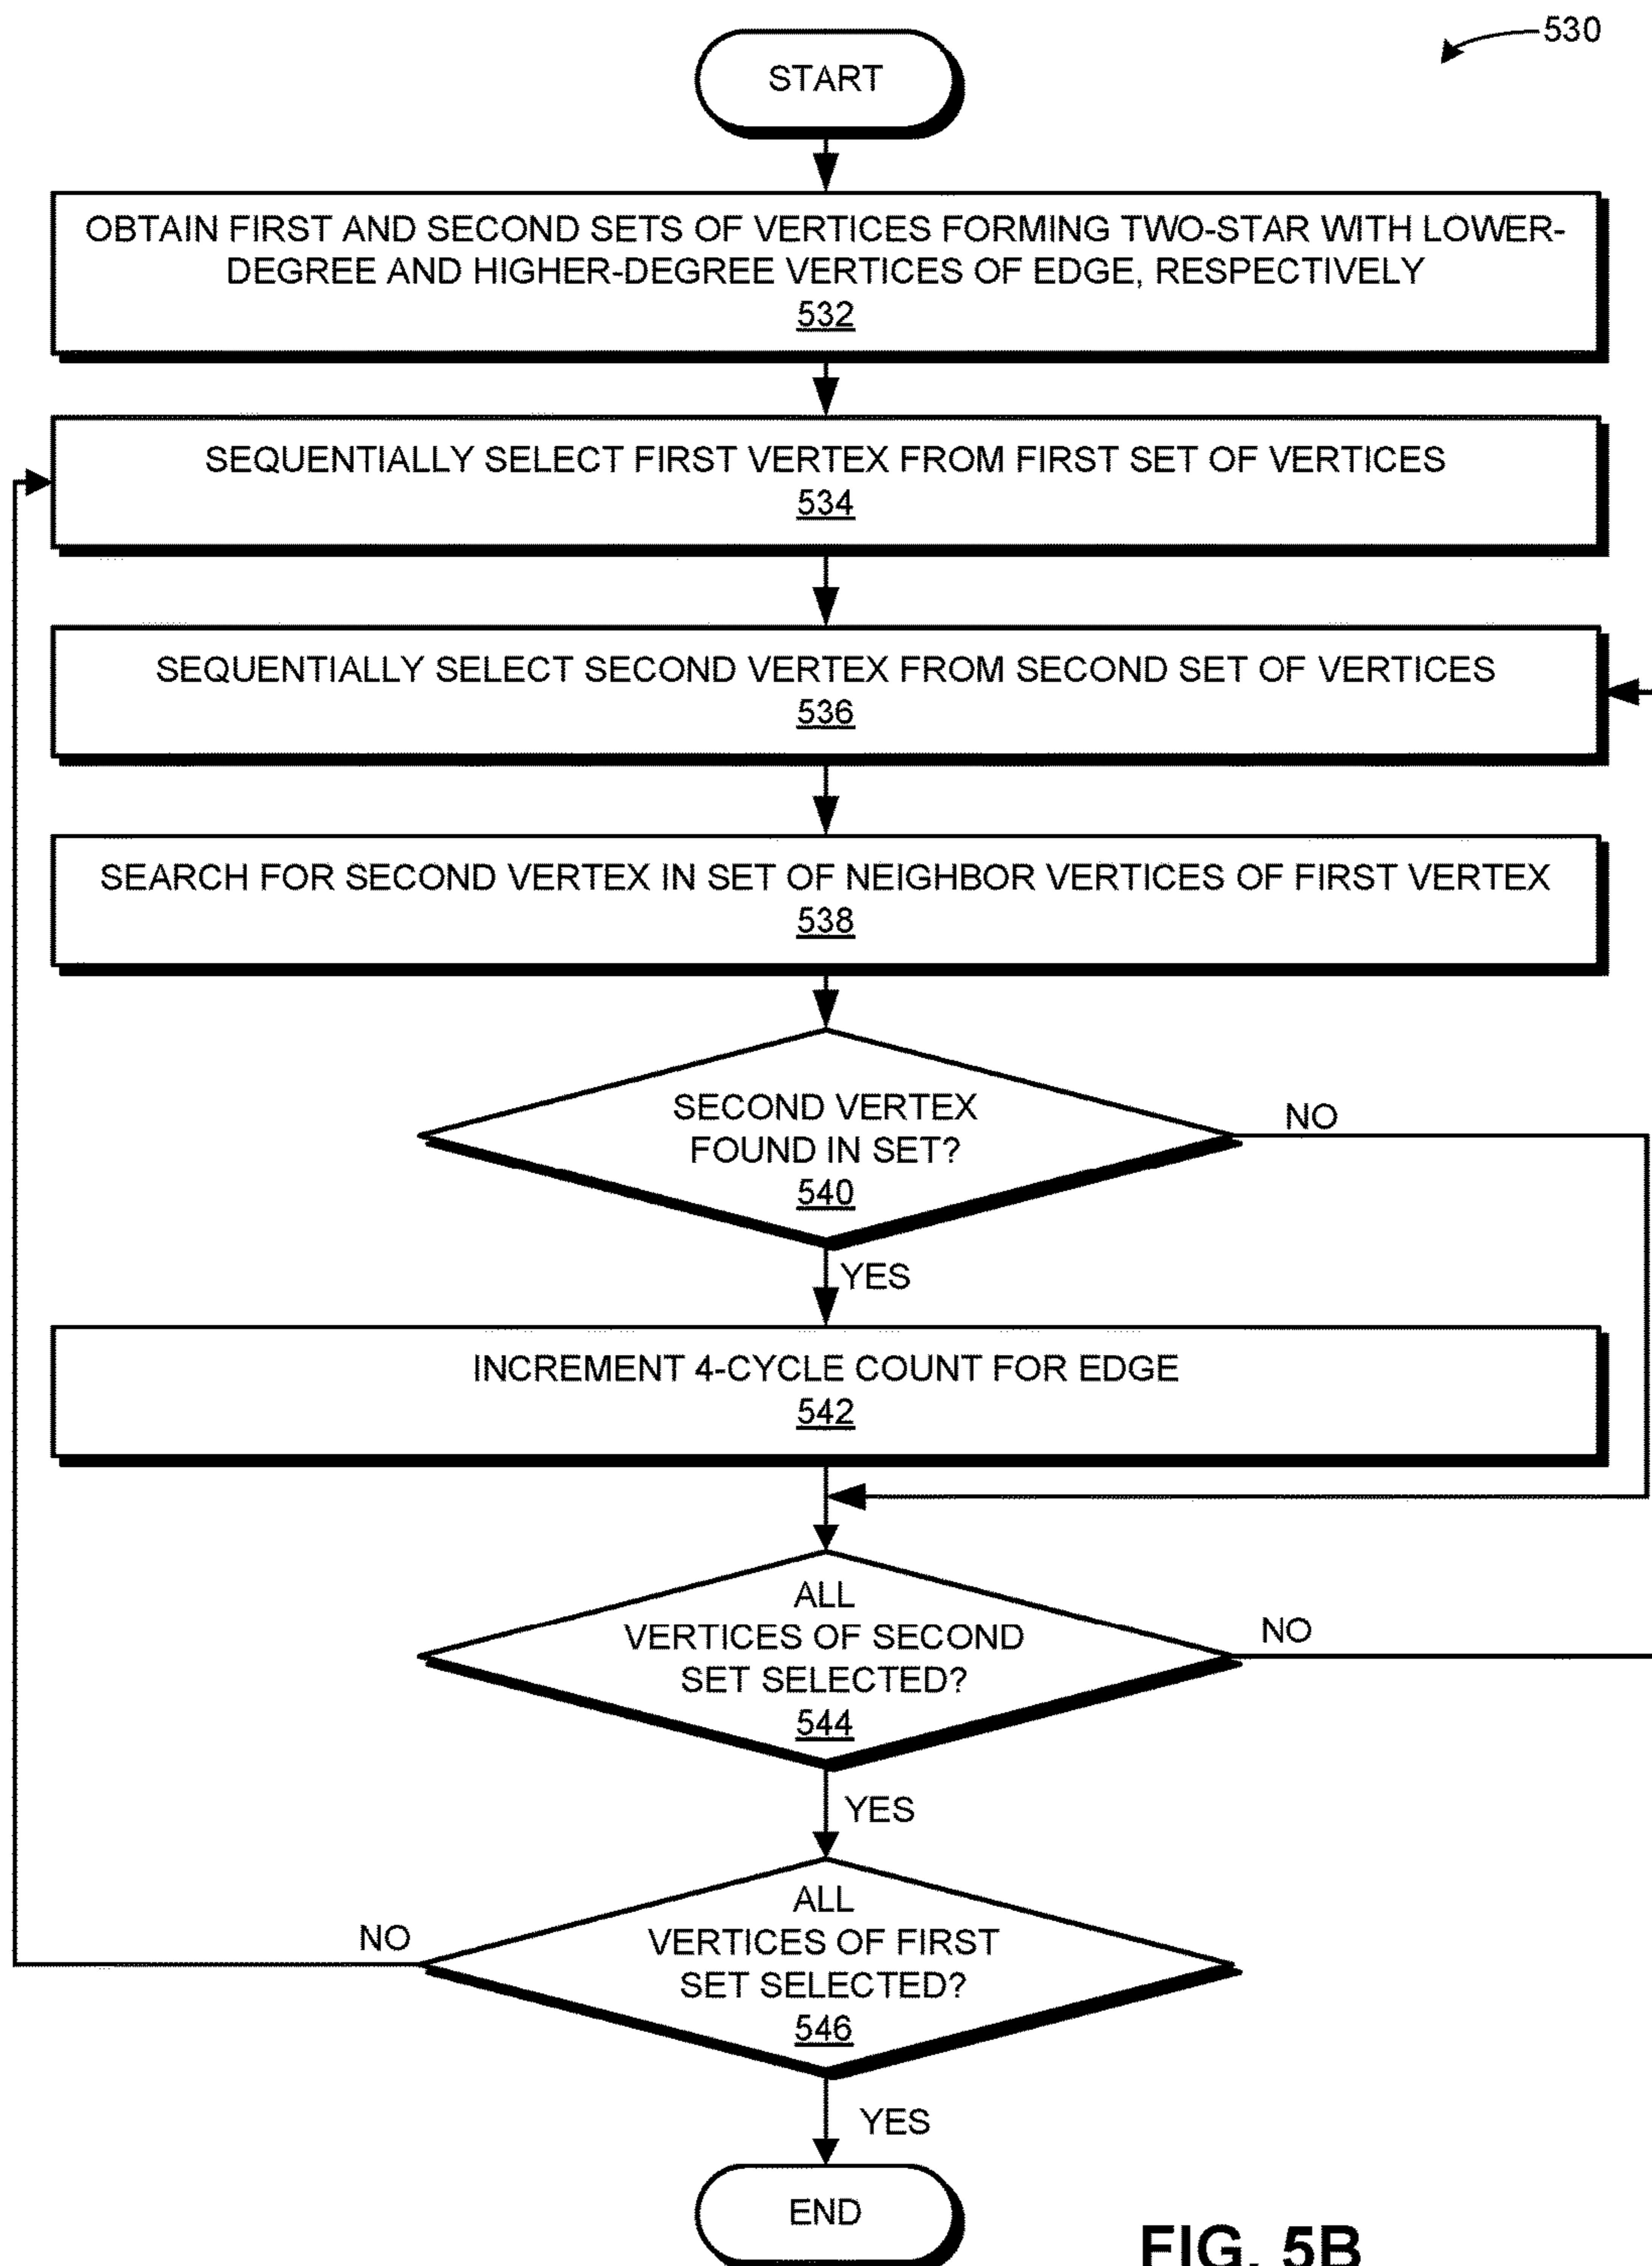 530
START
OBTAIN FIRST AND SECOND SETS OF VERTICES FORMING TWO-STAR WITH LOWER-
DEGREE AND HIGHER-DEGREE VERTICES OF EDGE, RESPECTIVELY
532
SEQUENTIALLY SELECT FIRST VERTEX FROM FIRST SET OF VERTICES
534
SEQUENTIALLY SELECT SECOND VERTEX FROM SECOND SET OF VERTICES
536
SEARCH FOR SECOND VERTEX IN SET OF NEIGHBOR VERTICES OF FIRST VERTEX
538
SECOND VERTEX
FOUND IN SET?
540
NO
YES
INCREMENT 4-CYCLE COUNT FOR EDGE
542
ALL
VERTICES OF SECOND
SET SELECTED?
544
NO
YES
ALL
VERTICES OF FIRST
SET SELECTED?
546
NO
YES
END
FIG. 5B